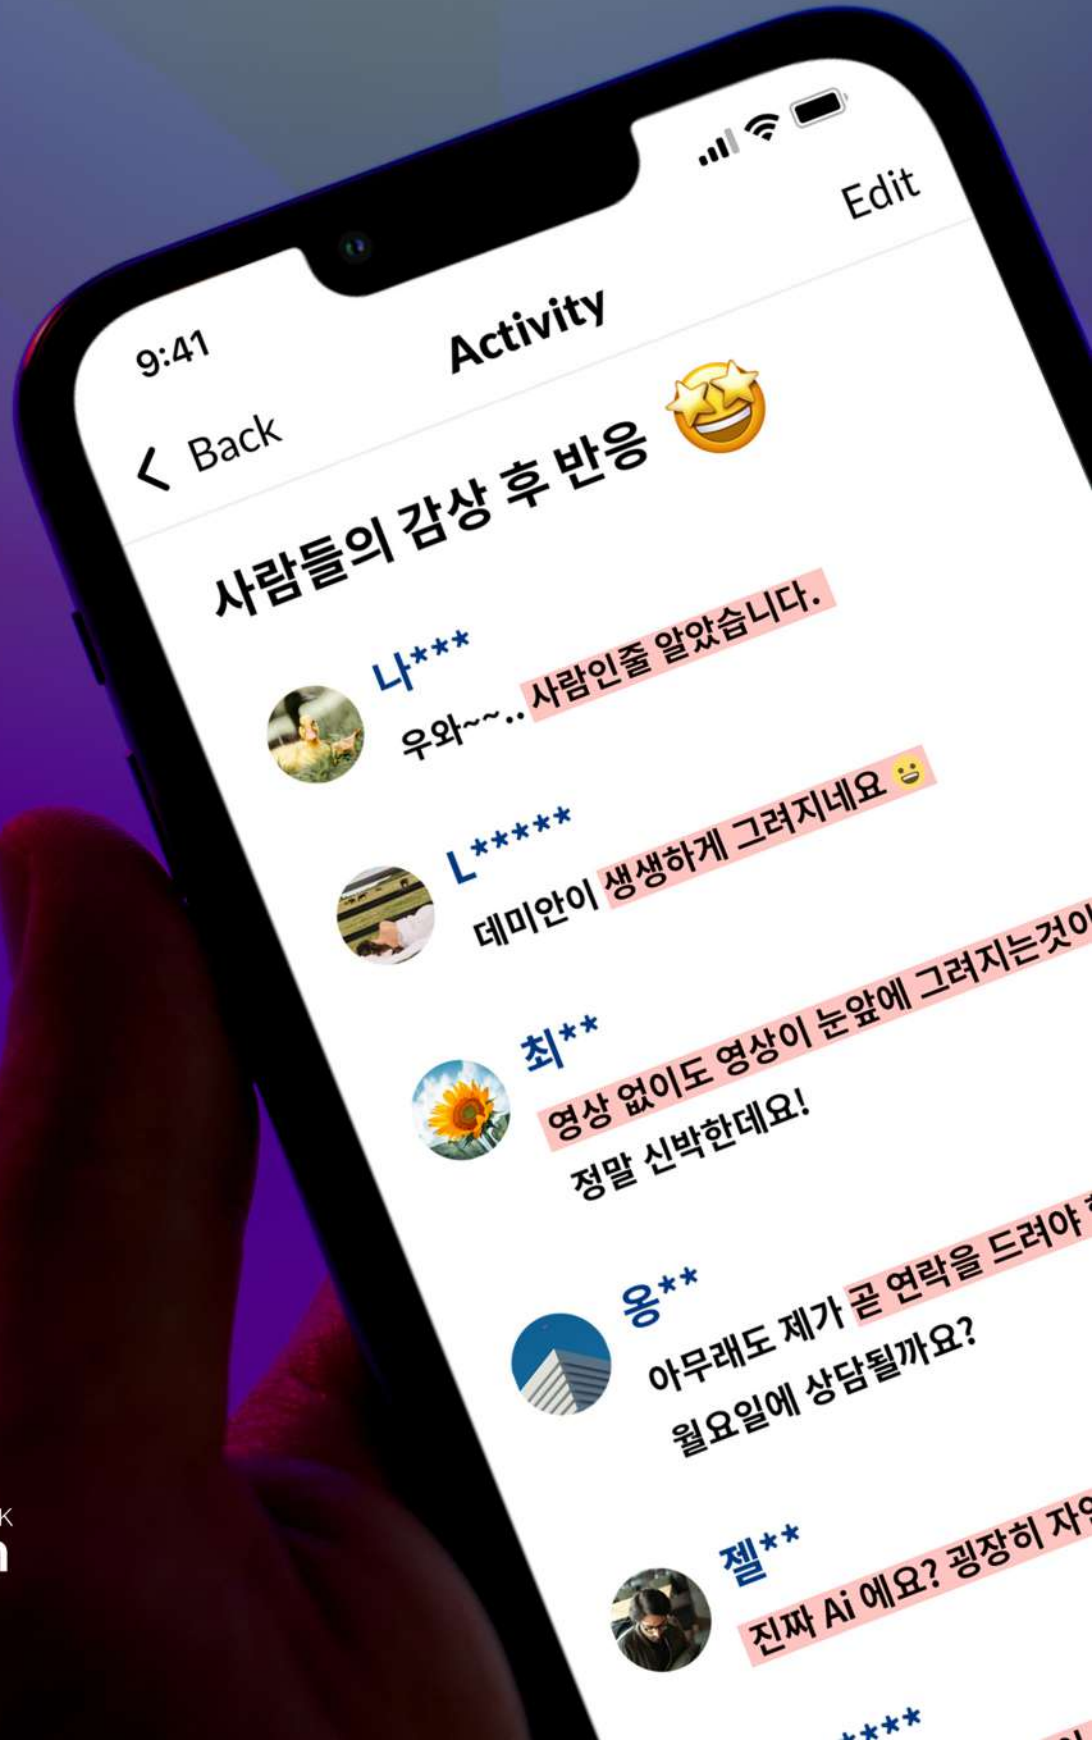 9:41
Activity
Edit
Back
사람들의 감상 후 반응 🤩
나***
우와~~.. 사람인줄 알았습니다.
L*****
데미안이 생생하게 그려지네요 😀
최**
영상 없이도 영상이 눈앞에 그려지는것이
정말 신박한데요!
옹**
아무래도 제가 곧 연락을 드려야
월요일에 상담될까요?
젤**
진짜 Ai 에요? 굉장히
****
K